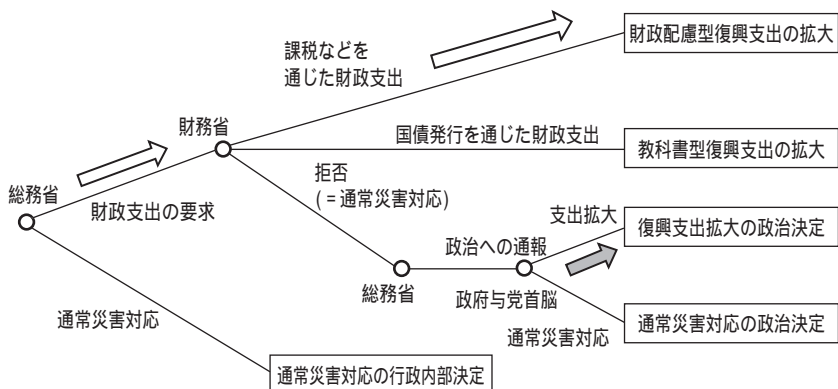 課税などを
通じた財政支出
財政配慮型復興支出の拡大
財務省
国債発行を通じた財政支出
教科書型復興支出の拡大
総務省
財政支出の要求
拒否
(=通常災害対応)
支出拡大
復興支出拡大の政治決定
政治への通報
総務省
政府与党首脳
通常災害対応
通常災害対応の政治決定
通常災害対応
通常災害対応の行政内部決定